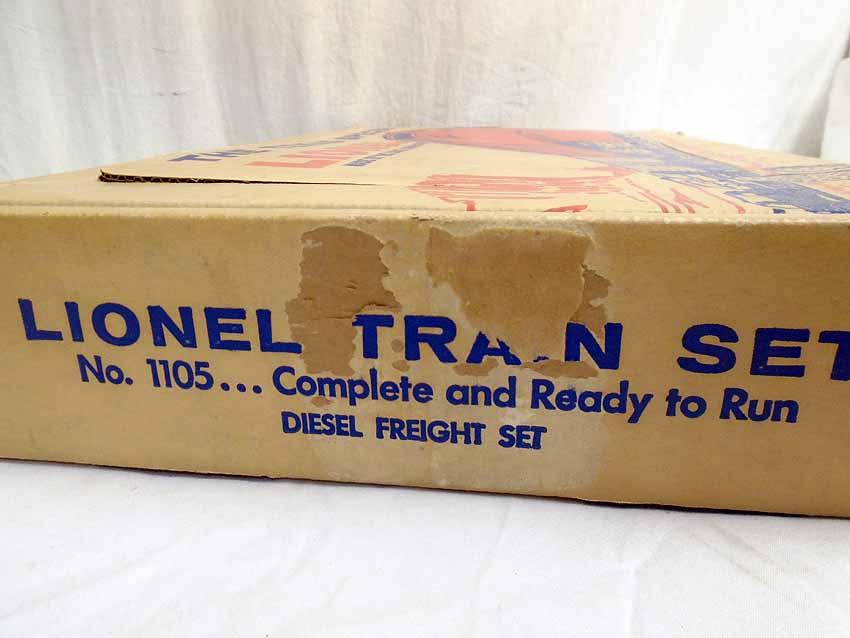 LIONEL TRAIN SET
No. 1105... Complete and Ready to Run
DIESEL FREIGHT SET